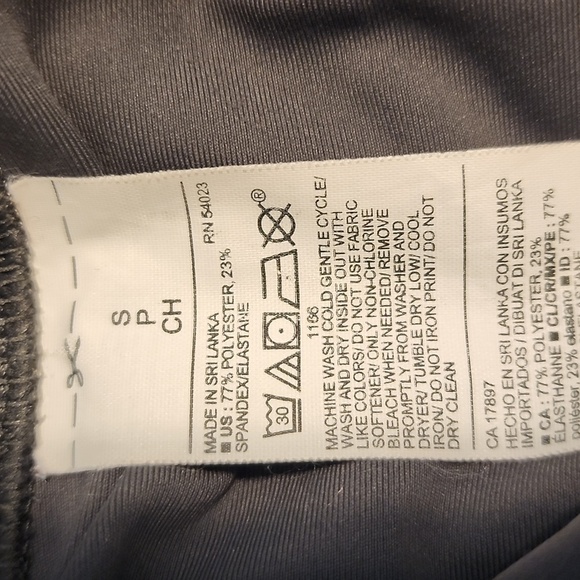 S
P
CH
MADE IN SRI LANKA RN 54023
■ US : 77% POLYESTER, 23%
SPANDEX/ELASTANE
30
®
1166
MACHINE WASH COLD GENTLE CYCLE/
WASH AND DRY INSIDE OUT WITH
LIKE COLORS/ DO NOT USE FABRIC
SOFTENER/ ONLY NON-CHLORINE
BLEACH WHEN NEEDED/ REMOVE
PROMPTLY FROM WASHER AND
DRYER/ TUMBLE DRY LOW/ COOL
IRON/ DO NOT IRON PRINT/ DO NOT
DRY CLEAN
CA 17897
HECHO EN SRI LANKA CON INSUMOS
IMPORTADOS / DIBUAT DI SRI LANKA
■ CA : 77% POLYESTER, 23%
ÉLASTHANNE ■ CL/CR/MX/PE : 77%
poliéster, 23% elastano ■ ID : 77%